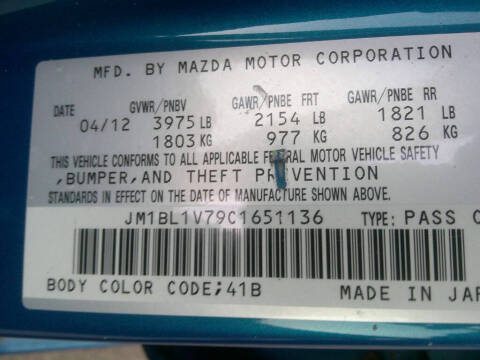 MFD. BY MAZDA MOTOR CORPORATION
DATE GVWR/PNBV GAWR/PNBE FRT GAWR/PNBE RR
04/12 3975 LB 2154 LB 1821 LB
1803 KG 977 KG 826 KG
THIS VEHICLE CONFORMS TO ALL APPLICABLE FEDERAL MOTOR VEHICLE SAFETY
,BUMPER,AND THEFT PREVENTION
STANDARDS IN EFFECT ON THE DATE OF MANUFACTURE SHOWN ABOVE.
JM1BL1V79C1651136 TYPE: PASS C
BODY COLOR CODE;41B MADE IN JAP